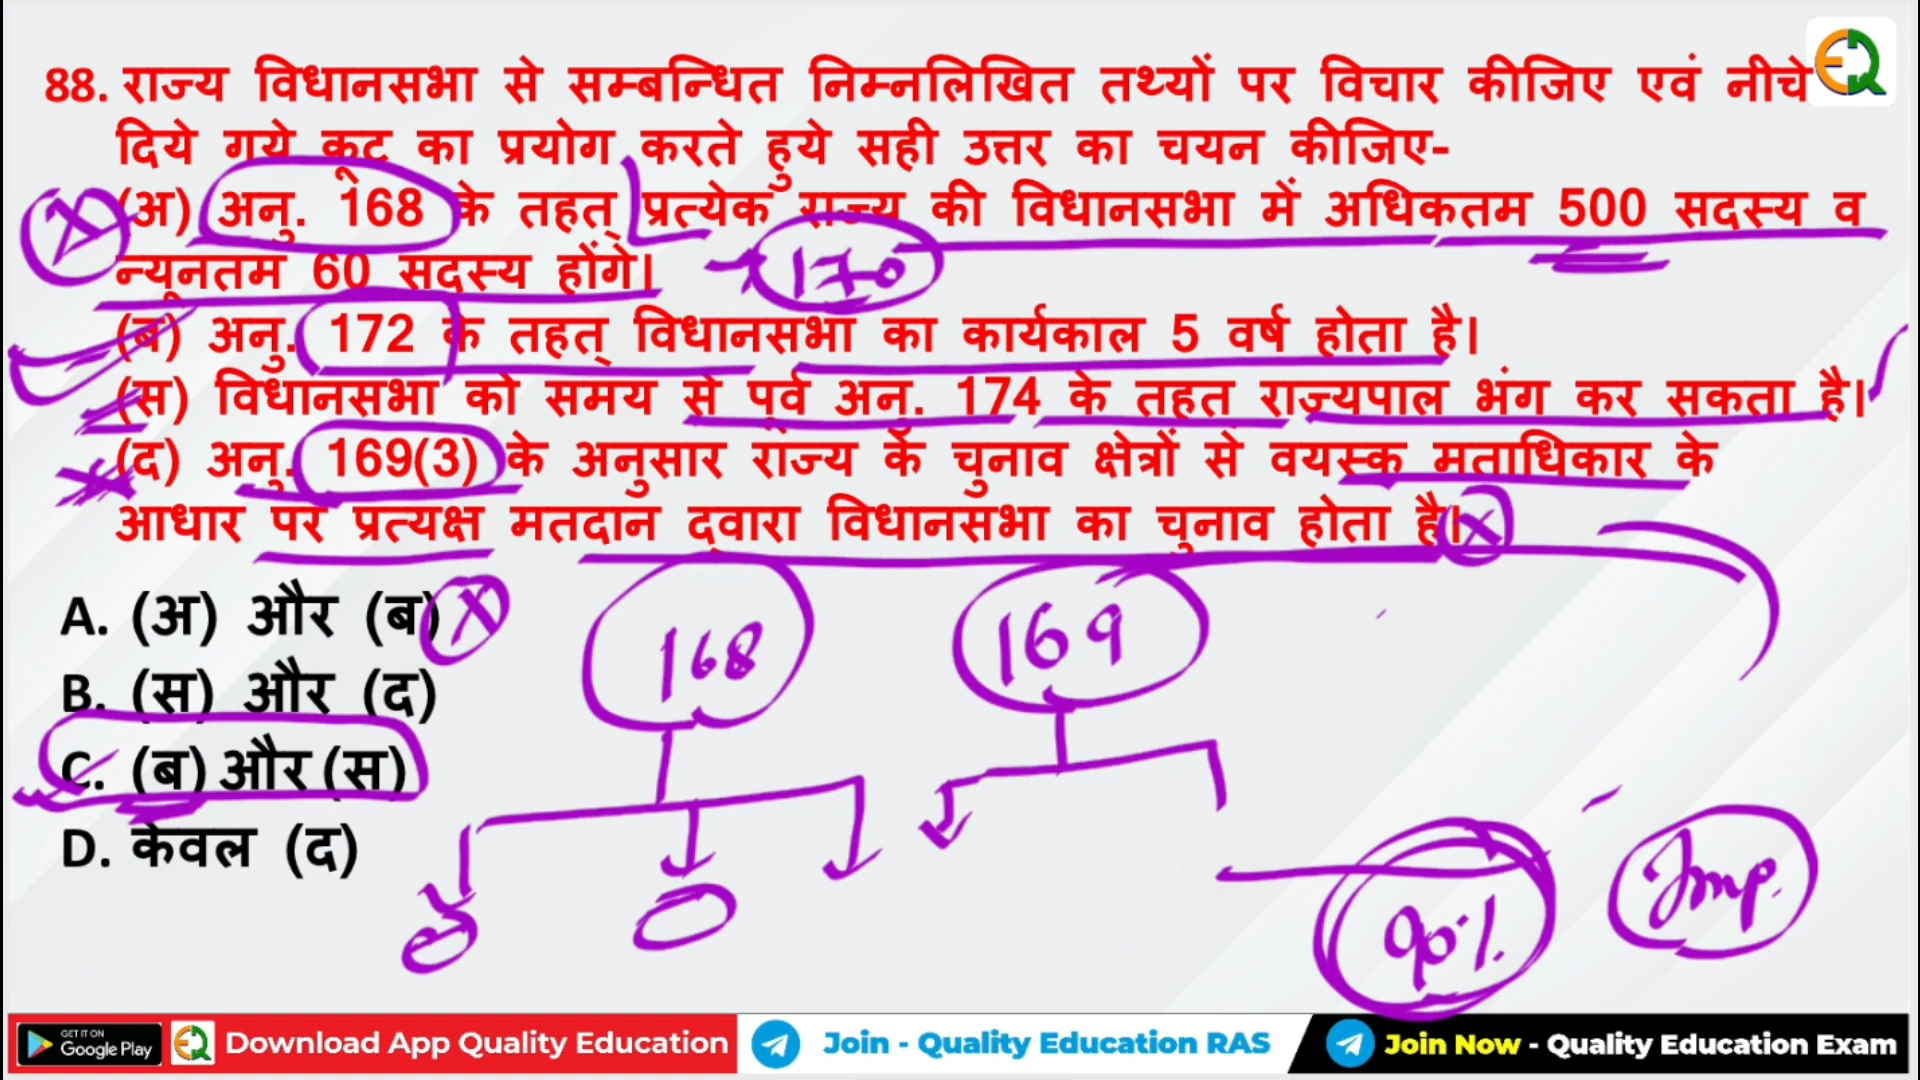 88. राज्य विधानसभा से सम्बन्धित निम्नलिखित तथ्यों पर विचार कीजिए एवं नीचे
दिये गये कूट का प्रयोग करते हुये सही उत्तर का चयन कीजिए-
(अ) अनु. 168 के तहत् प्रत्येक राज्य की विधानसभा में अधिकतम 500 सदस्य व
न्यूनतम 60 सदस्य होंगे।
170
(ब) अनु. 172 के तहत् विधानसभा का कार्यकाल 5 वर्ष होता है।
(स) विधानसभा को समय से पूर्व अनु. 174 के तहत राज्यपाल भंग कर सकता है।
(द) अनु. 169(3) के अनुसार राज्य के चुनाव क्षेत्रों से वयस्क मताधिकार के
आधार पर प्रत्यक्ष मतदान द्वारा विधानसभा का चुनाव होता है।
A. (अ) और (ब)
B. (स) और (द)
C. (ब) और (स)
D. केवल (द)
168
169
90%
Imp.
GET IT ON
Google Play
Download App Quality Education
Join - Quality Education RAS
Join Now - Quality Education Exam